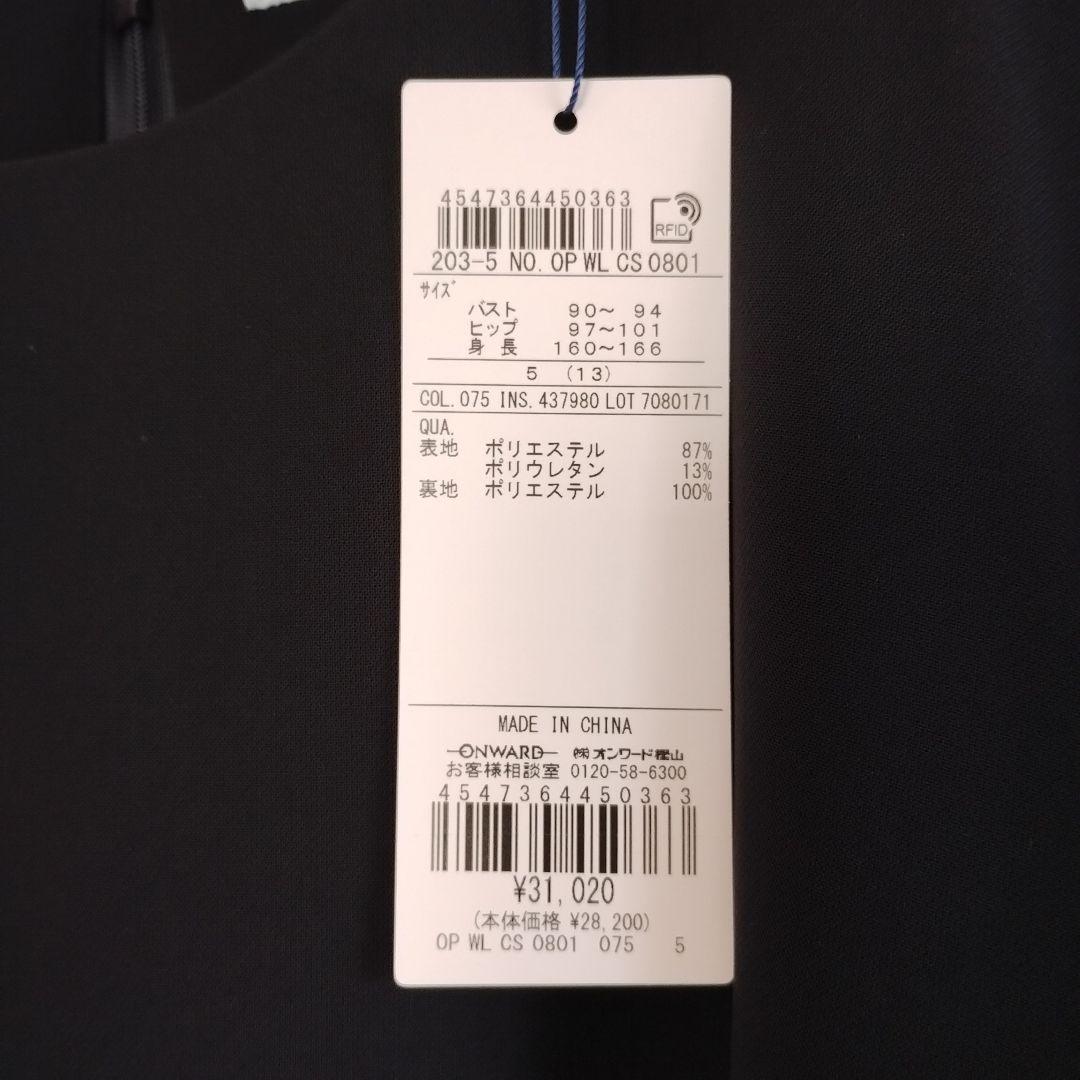 4547364450363
RFID
203-5 NO. OP WL CS 0801
サイズ
バスト 90～ 94
ヒップ 97～101
身長 160～166
5 (13)
COL. 075 INS. 437980 LOT 7080171
QUA.
表地 ポリエステル 87%
ポリウレタン 13%
裏地 ポリエステル 100%
MADE IN CHINA
ONWARD ㈱オンワード樫山
お客様相談室 0120-58-6300
4547364450363
¥31,020
(本体価格 ¥28,200)
OP WL CS 0801 075 5